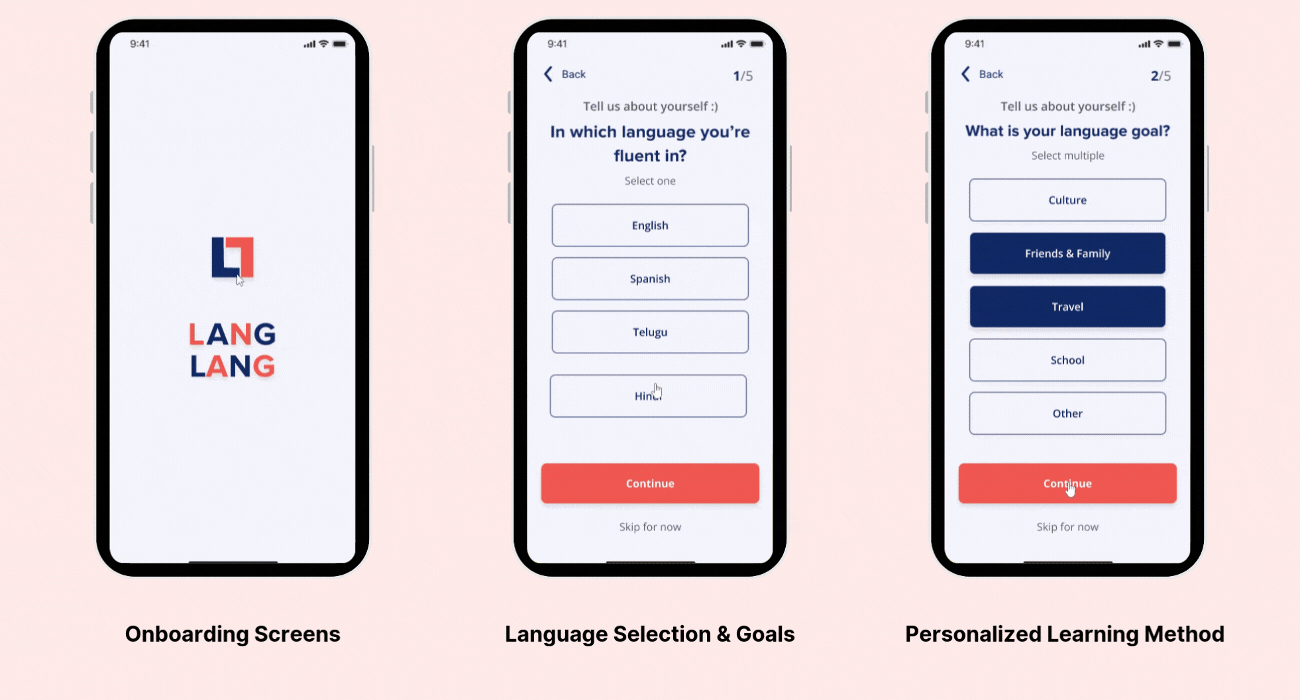 9:41
LANG
LANG
Onboarding Screens
9:41
Back
1/5
Tell us about yourself :)
In which language you’re
fluent in?
Select one
English
Spanish
Telugu
Continue
Skip for now
Language Selection & Goals
9:41
Back
2/5
Tell us about yourself :)
What is your language goal?
Select multiple
Culture
Friends & Family
Travel
School
Other
Continue
Skip for now
Personalized Learning Method